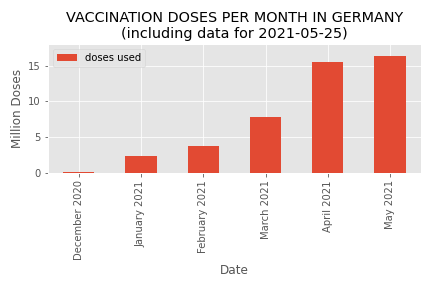 VACCINATION DOSES PER MONTH IN GERMANY
(including data for 2021-05-25)
doses used
Million Doses
15
10
5
0
December 2020
January 2021
February 2021
March 2021
April 2021
May 2021
Date